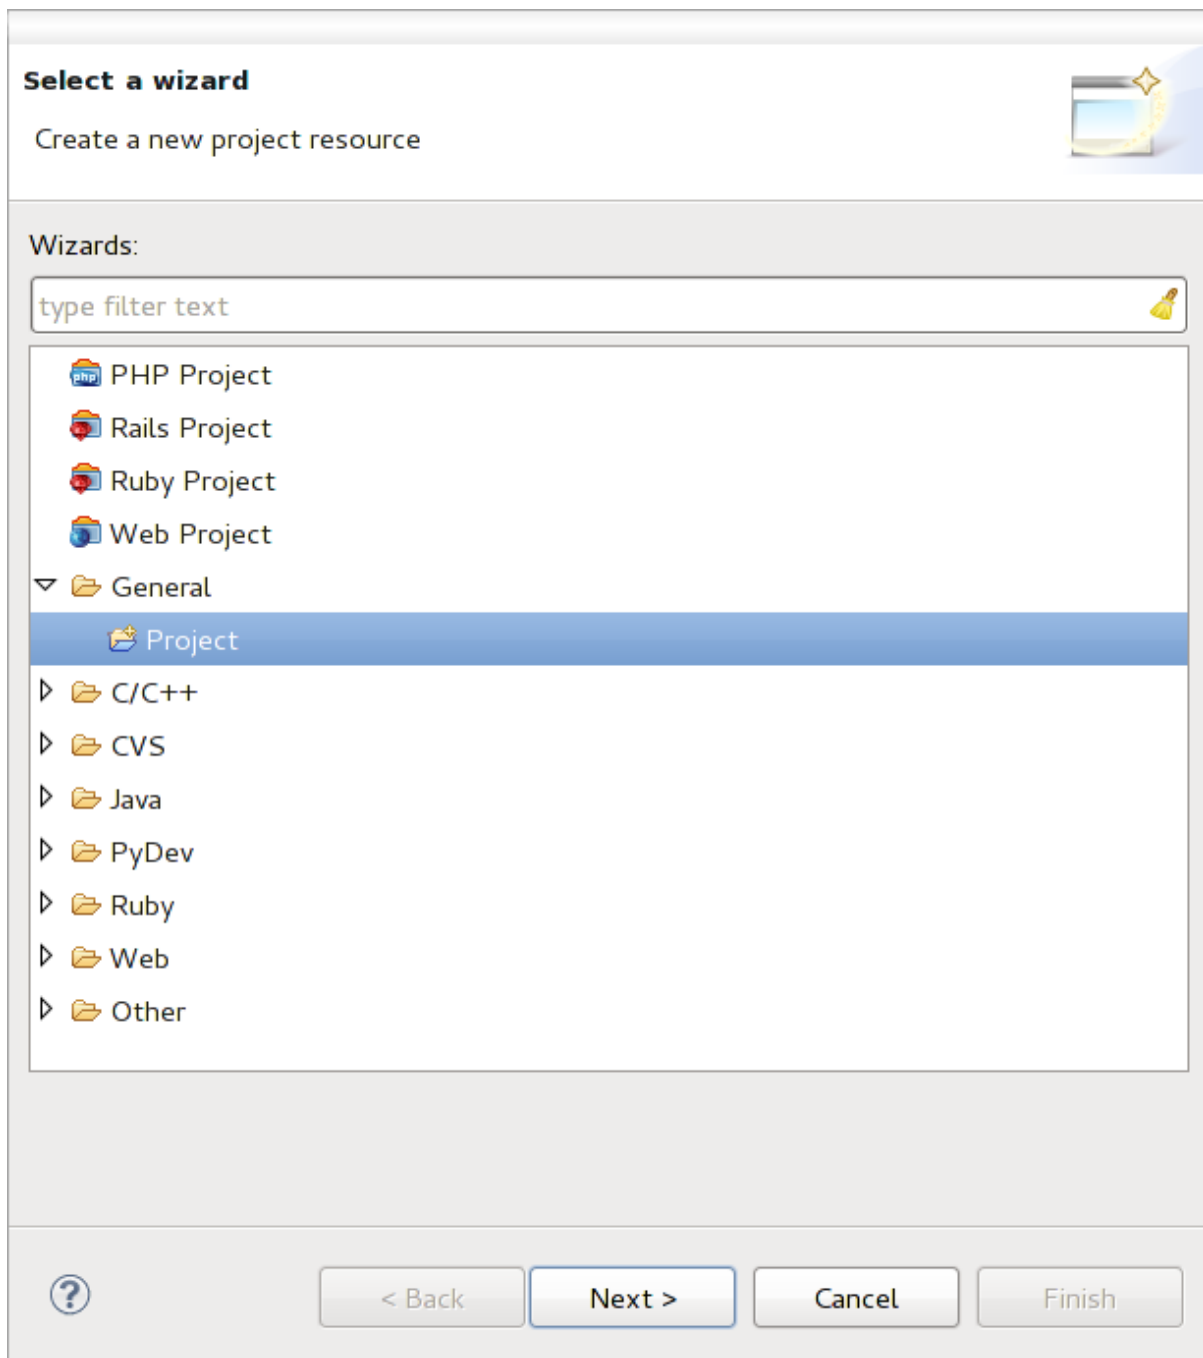 Select a wizard
Create a new project resource
Wizards:
type filter text
php PHP Project
Rails Project
Ruby Project
Web Project
General
Project
C/C++
CVS
Java
PyDev
Ruby
Web
Other
? < Back Next > Cancel Finish